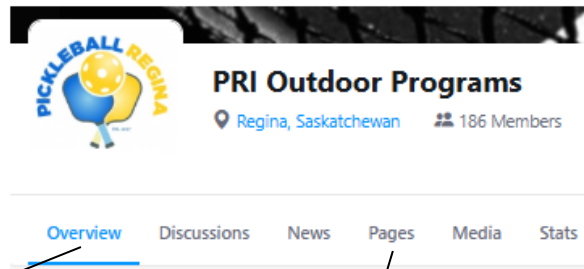 PICKLEBALL REGINA
PRI Outdoor Programs
Regina, Saskatchewan 186 Members
Overview Discussions News Pages Media Stats